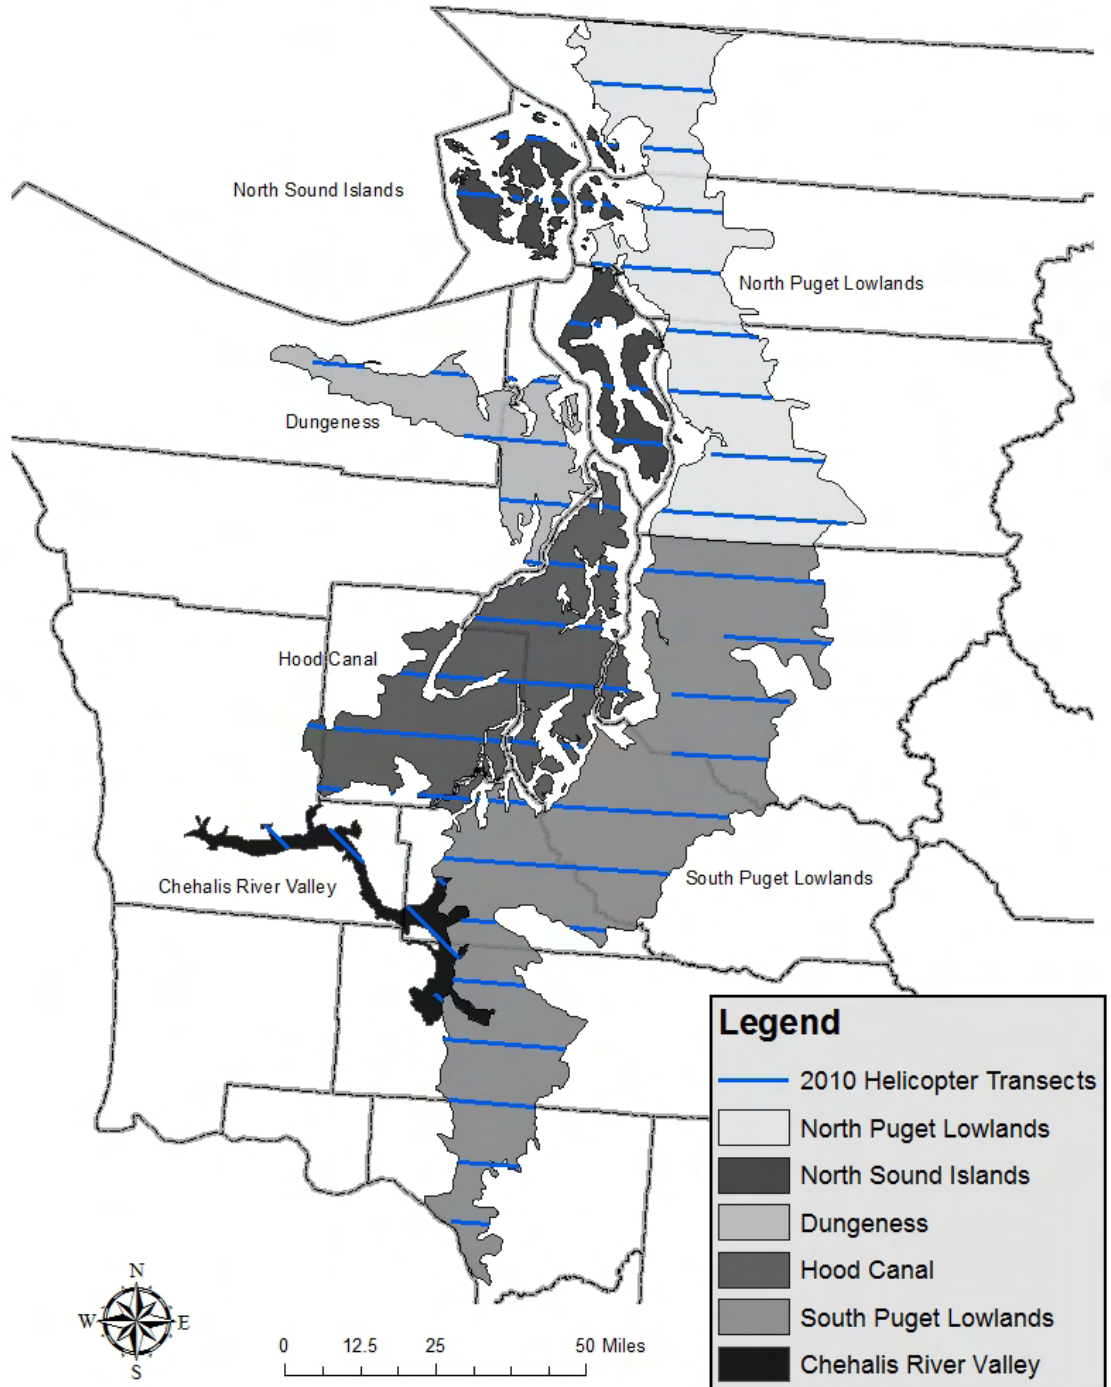 North Sound Islands
North Puget Lowlands
Dungeness
Hood Canal
Chehalis River Valley
South Puget Lowlands
Legend
2010 Helicopter Transects
North Puget Lowlands
North Sound Islands
Dungeness
Hood Canal
South Puget Lowlands
Chehalis River Valley
N
W E
S
0 12.5 25 50 Miles